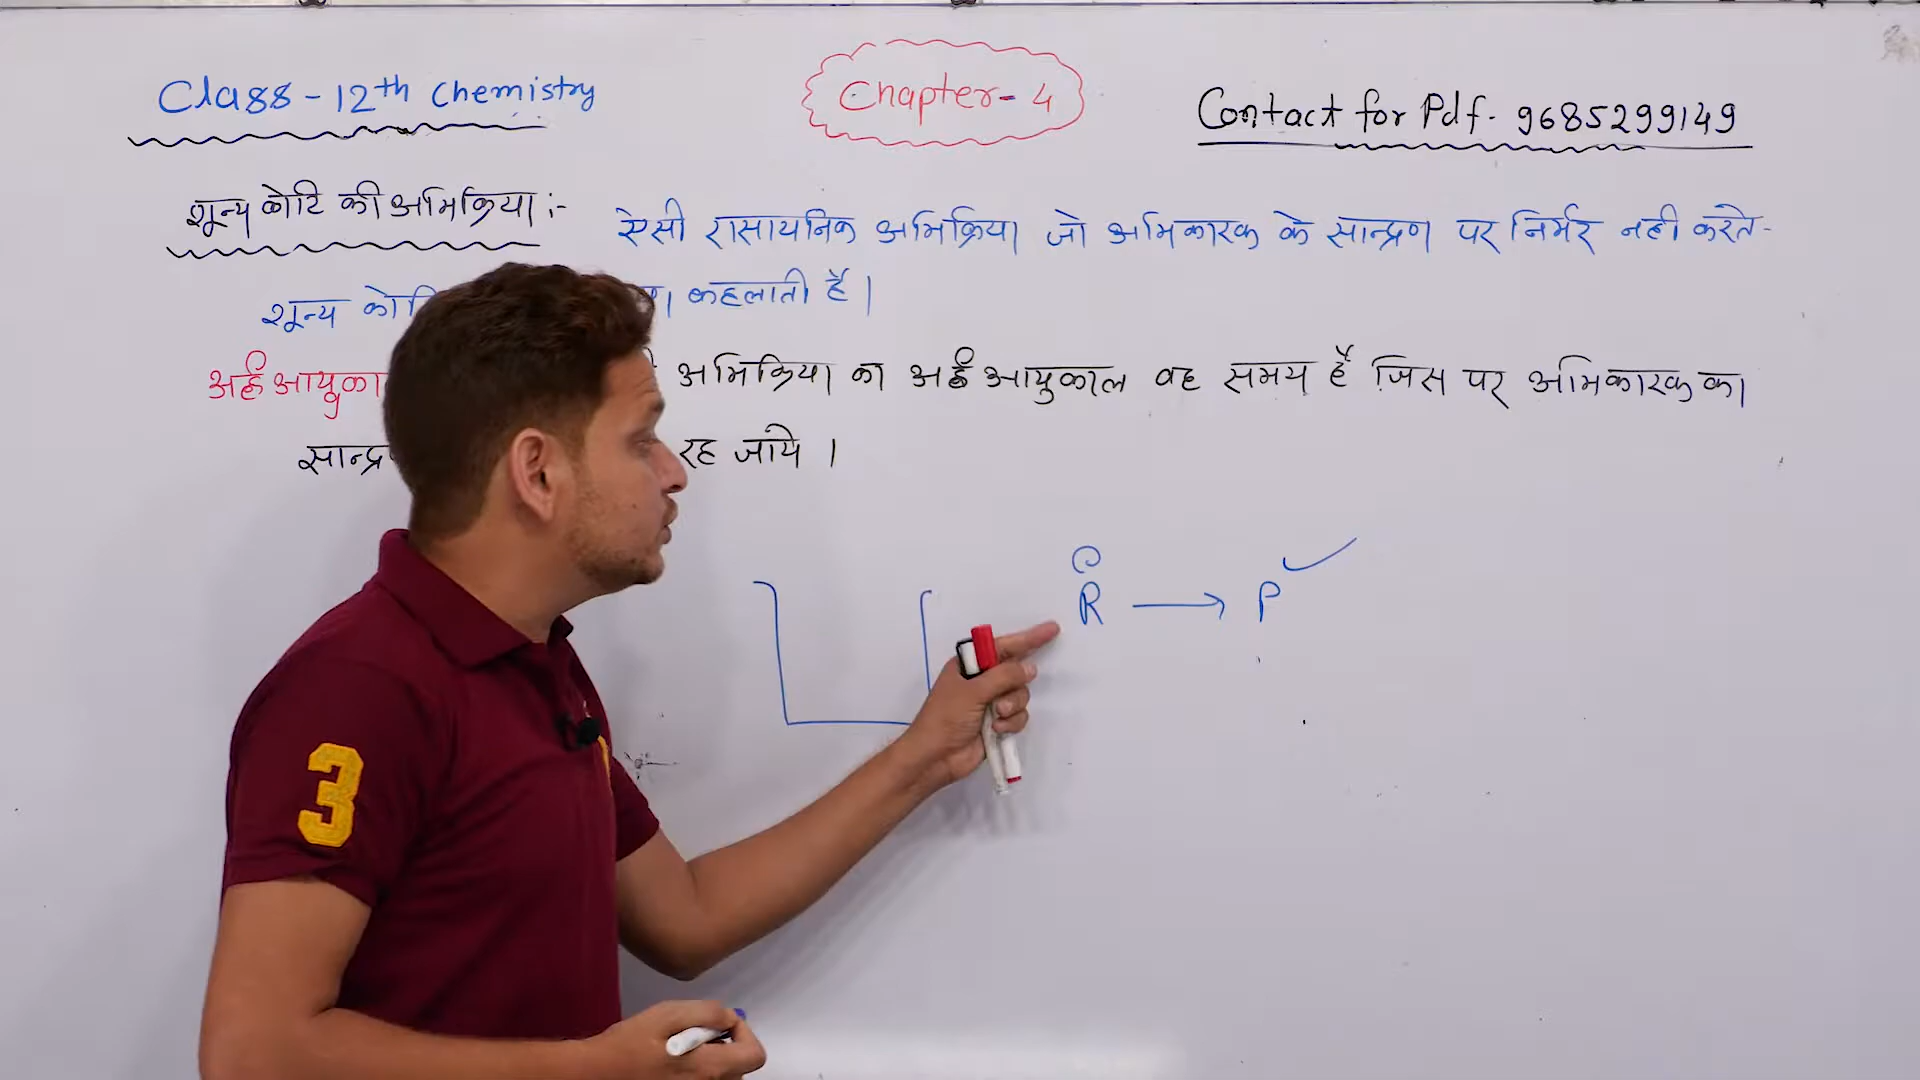 Class - 12th Chemistry
Chapter - 4
Contact for Pdf - 9685299149
शून्य कोटि की अभिक्रिया :-
ऐसी रासायनिक अभिक्रिया जो अभिकारक के सान्द्रण पर निर्भर नही करते -
शून्य कहलाती है।
अर्द्ध अभिक्रिया का अर्द्ध आयुकाल वह समय है जिस पर अभिकारक का
रह जाये ।
R → P
3